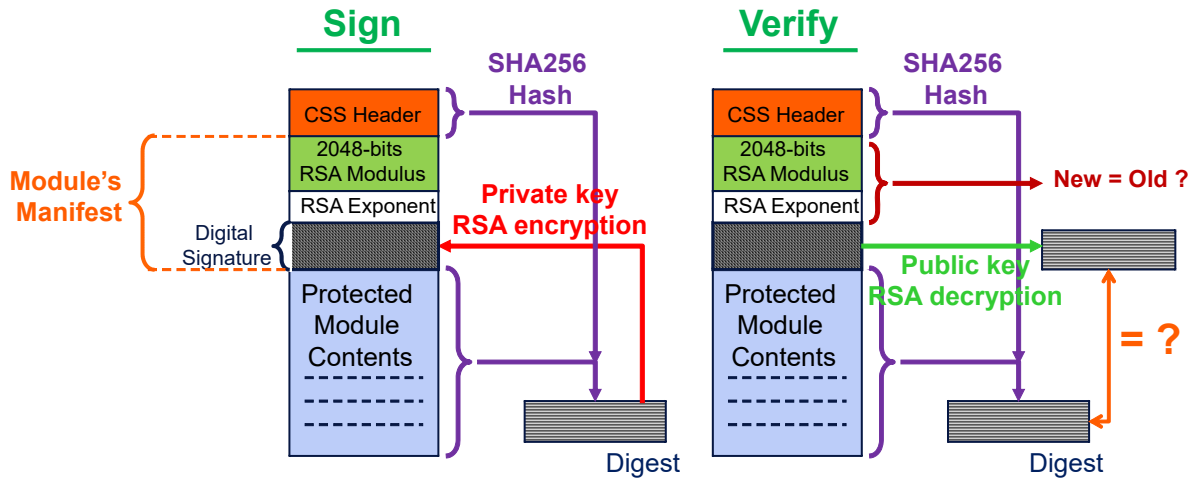 Sign
SHA256
Hash
CSS Header
2048-bits
RSA Modulus
RSA Exponent
Module's
Manifest
Digital
Signature
Private key
RSA encryption
Protected
Module
Contents
Digest
Verify
SHA256
Hash
CSS Header
2048-bits
RSA Modulus
RSA Exponent
New = Old ?
Public key
RSA decryption
Protected
Module
Contents
= ?
Digest